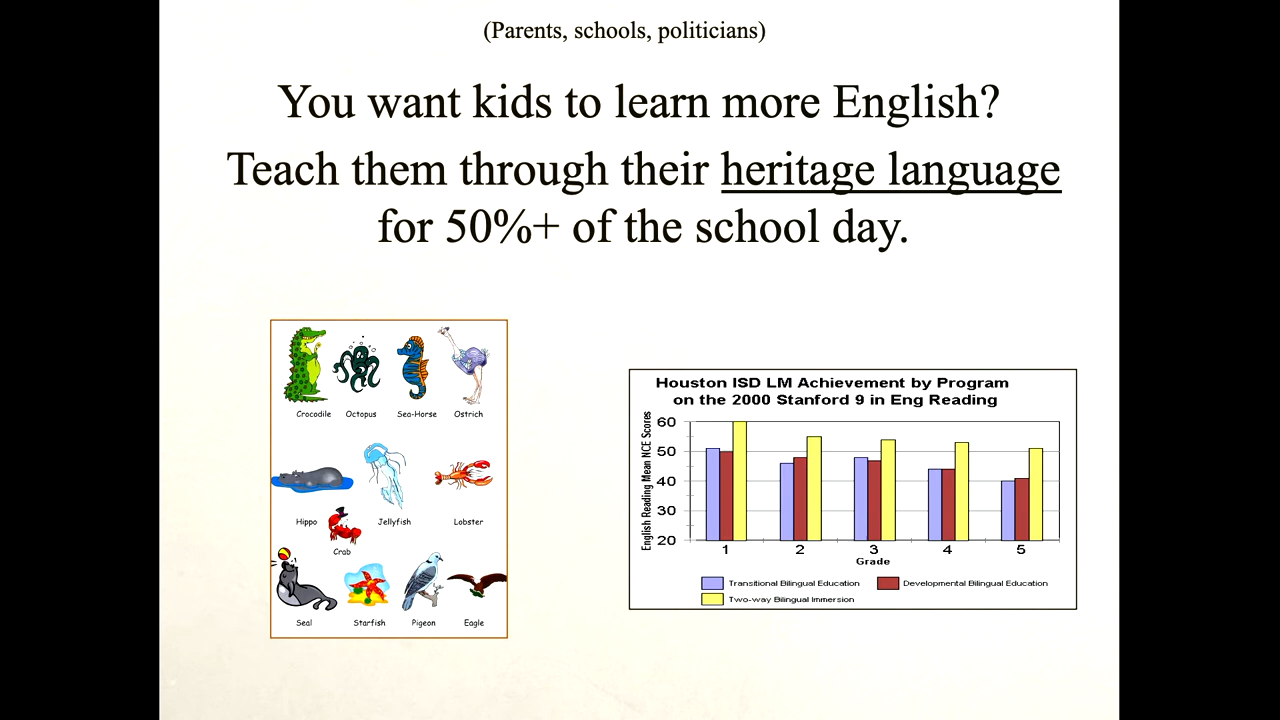 (Parents, schools, politicians)
You want kids to learn more English?
Teach them through their heritage language
for 50%+ of the school day.
Crocodile Octopus Sea-Horse Ostrich
Hippo Jellyfish Lobster
Crab
Seal Starfish Pigeon Eagle
Houston ISD LM Achievement by Program
on the 2000 Stanford 9 in Eng Reading
English Reading Mean NCE Scores
60
50
40
30
20
1 2 3 4 5
Grade
Transitional Bilingual Education Developmental Bilingual Education
Two-way Bilingual Immersion